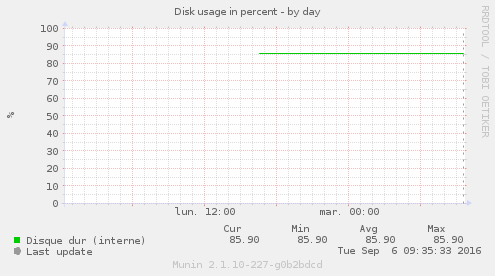 Disk usage in percent - by day
RRDTOOL / TOBI OETIKER
%
100
90
80
70
60
50
40
30
20
10
0
lun. 12:00 mar. 00:00
Cur Min Avg Max
Disque dur (interne) 85.90 85.90 85.90 85.90
Last update Tue Sep 6 09:35:33 2016
Munin 2.1.10-227-g0b2bdcd